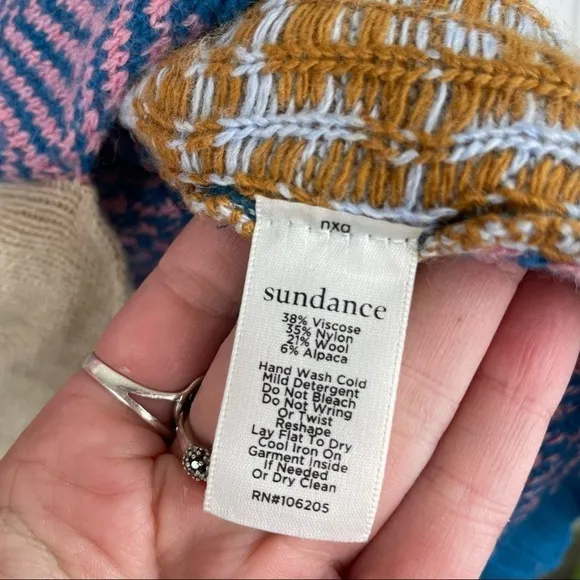 nxa
sundance
38% Viscose
35% Nylon
21% Wool
6% Alpaca
Hand Wash Cold
Mild Detergent
Do Not Bleach
Do Not Wring
Or Twist
Reshape
Lay Flat To Dry
Cool Iron On
Garment Inside
If Needed
Or Dry Clean
RN#106205